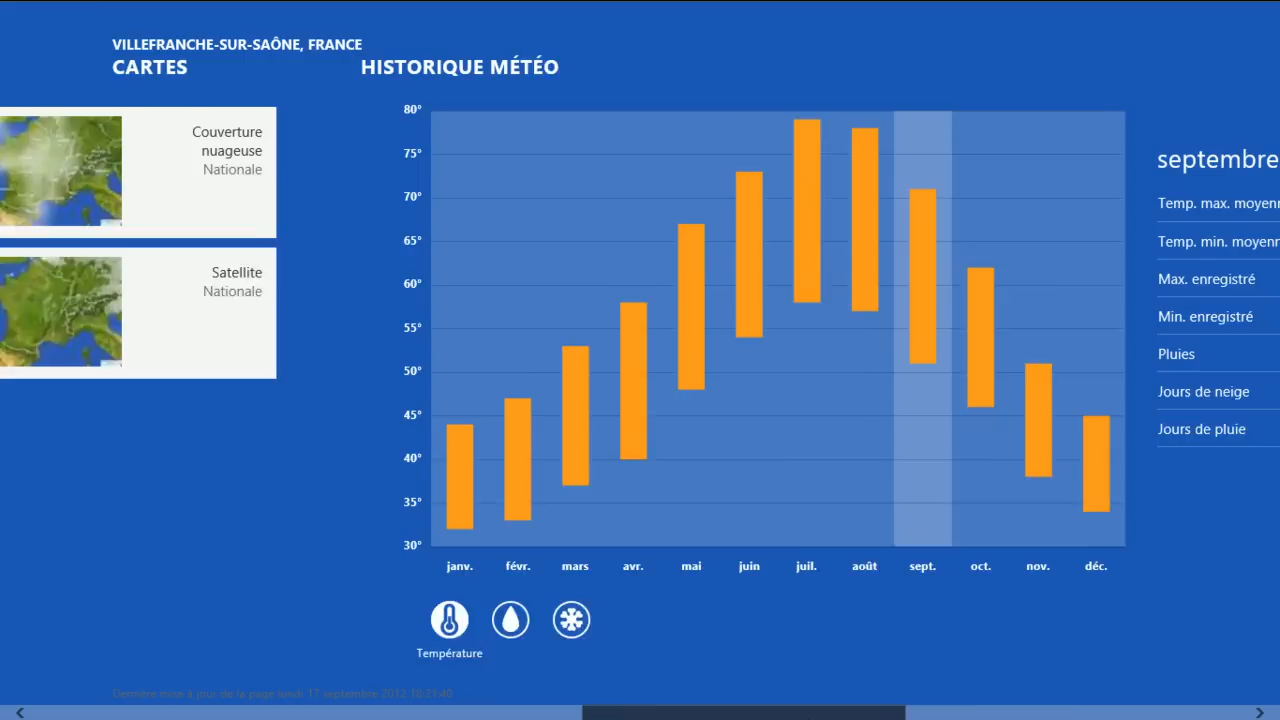 VILLEFRANCHE-SUR-SAÔNE, FRANCE
CARTES
HISTORIQUE MÉTÉO
Couverture
nuageuse
Nationale
Satellite
Nationale
80°
75°
70°
65°
60°
55°
50°
45°
40°
35°
30°
janv. févr. mars avr. mai juin juil. août sept. oct. nov. déc.
Température
septembre
Temp. max. moyenn
Temp. min. moyenn
Max. enregistré
Min. enregistré
Pluies
Jours de neige
Jours de pluie
Dernière mise à jour de la page lundi 17 septembre 2012 10:21:40